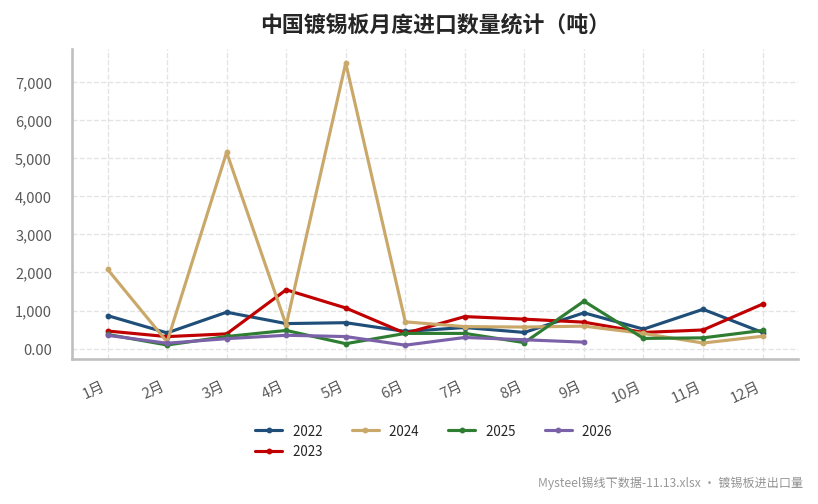 中国镀锡板月度进口数量统计（吨）
7,000
6,000
5,000
4,000
3,000
2,000
1,000
0.00
1月 2月 3月 4月 5月 6月 7月 8月 9月 10月 11月 12月
2022 2024 2025 2026
2023
Mysteel锡线下数据-11.13.xlsx • 镀锡板进出口量